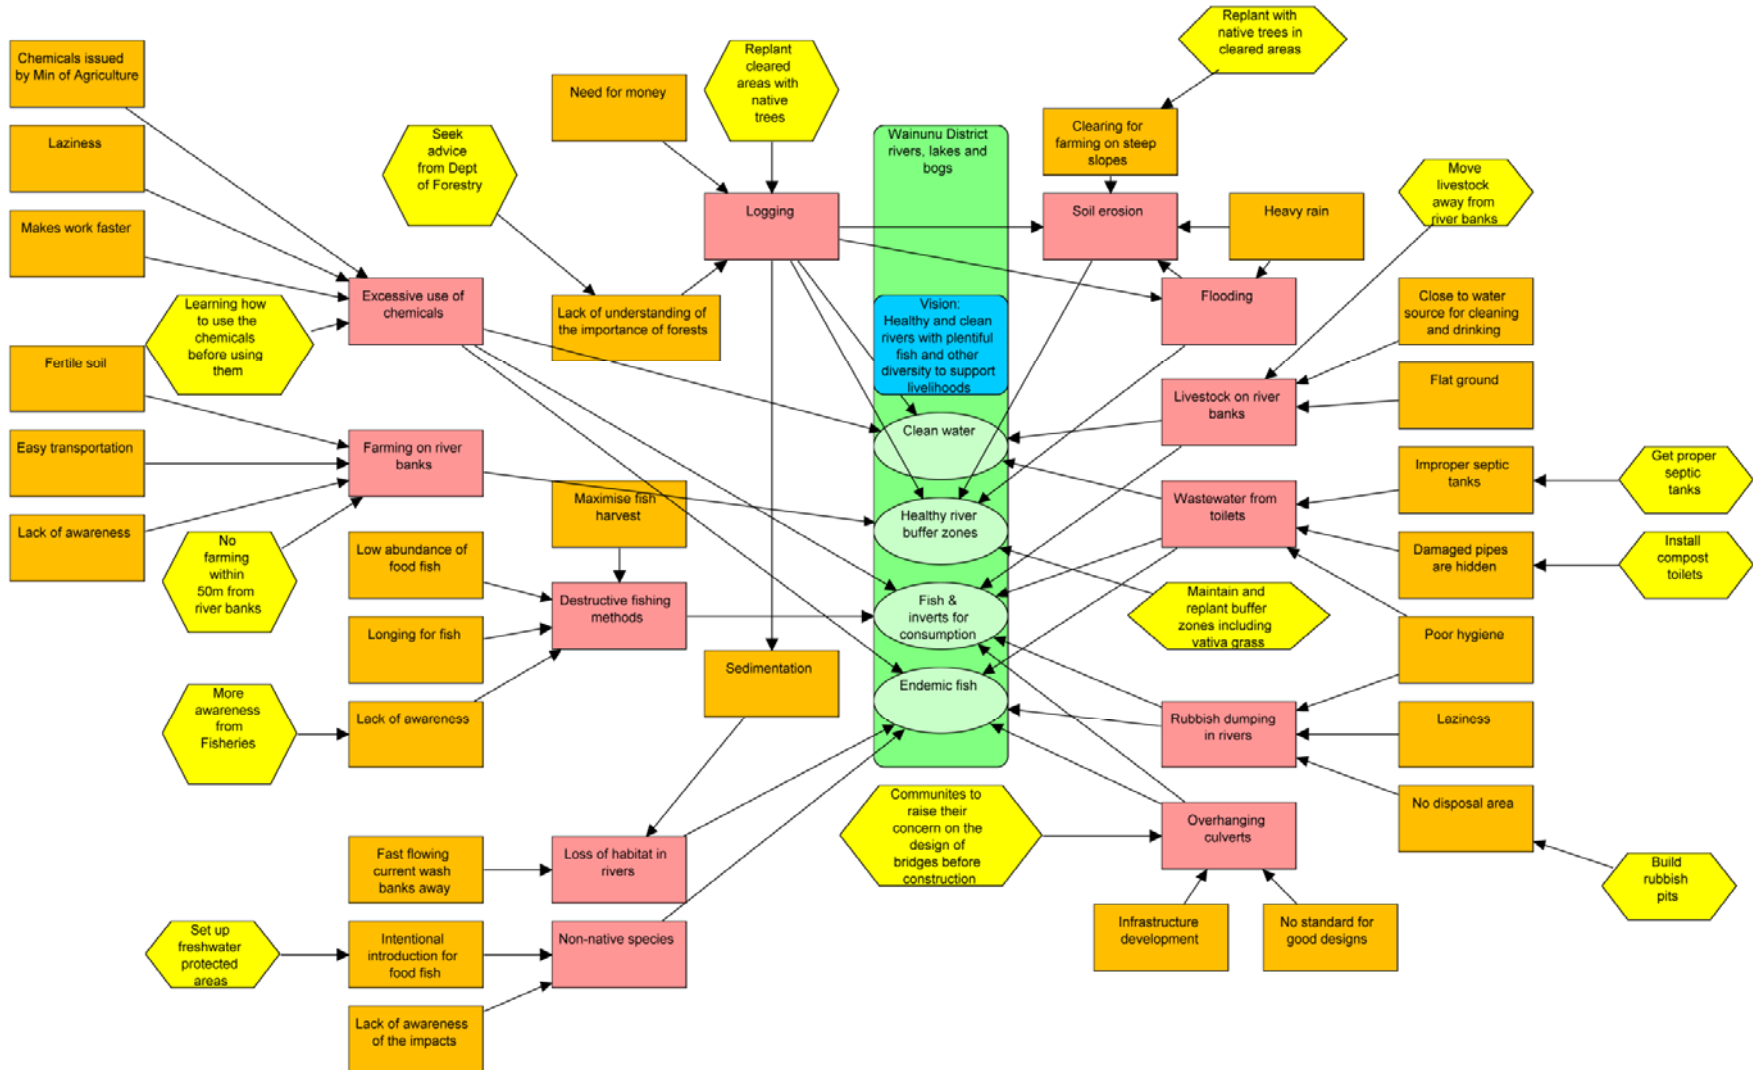 Chemicals issued
by Min of Agriculture
Laziness
Makes work faster
Learning how
to use the
chemicals
before using
them
Fertile soil
Easy transportation
Lack of awareness
No
farming
within
50m from
river banks
Excessive use of
chemicals
Farming on river
banks
Seek
advice
from Dept
of Forestry
Need for money
Replant
cleared
areas with
native
trees
Logging
Lack of understanding of
the importance of forests
Maximise fish
harvest
Low abundance of
food fish
Longing for fish
Lack of awareness
More
awareness
from
Fisheries
Destructive fishing
methods
Sedimentation
Fast flowing
current wash
banks away
Loss of habitat in
rivers
Set up
freshwater
protected
areas
Intentional
introduction for
food fish
Non-native species
Lack of awareness
of the impacts
Wainunu District
rivers, lakes and
bogs
Vision:
Healthy and clean
rivers with plentiful
fish and other
diversity to support
livelihoods
Clean water
Healthy river
buffer zones
Fish &
inverts for
consumption
Endemic fish
Replant with
native trees in
cleared areas
Clearing for
farming on steep
slopes
Soil erosion
Heavy rain
Flooding
Move
livestock
away from
river banks
Close to water
source for cleaning
and drinking
Livestock on river
banks
Flat ground
Wastewater from
toilets
Improper septic
tanks
Get proper
septic
tanks
Damaged pipes
are hidden
Install
compost
toilets
Maintain and
replant buffer
zones including
vativa grass
Poor hygiene
Rubbish dumping
in rivers
Laziness
No disposal area
Build
rubbish
pits
Communites to
raise their
concern on the
design of
bridges before
construction
Overhanging
culverts
Infrastructure
development
No standard for
good designs